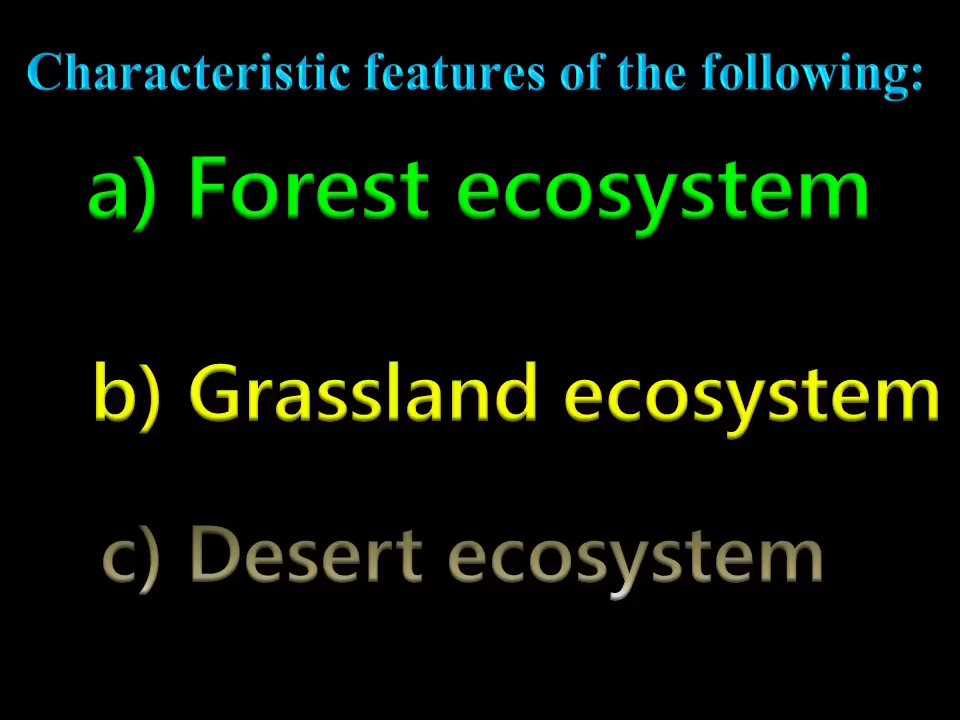 Characteristic features of the following:
a) Forest ecosystem
b) Grassland ecosystem
c) Desert ecosystem